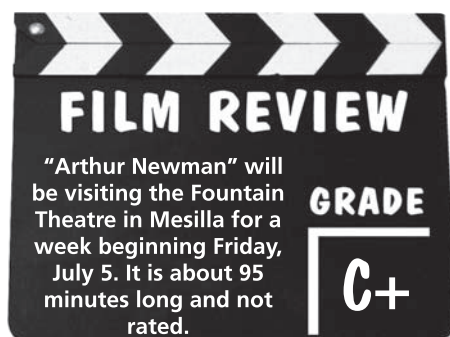 FILM REVIEW
“Arthur Newman” will
be visiting the Fountain
Theatre in Mesilla for a
week beginning Friday,
July 5. It is about 95
minutes long and not
rated.
GRADE
C+